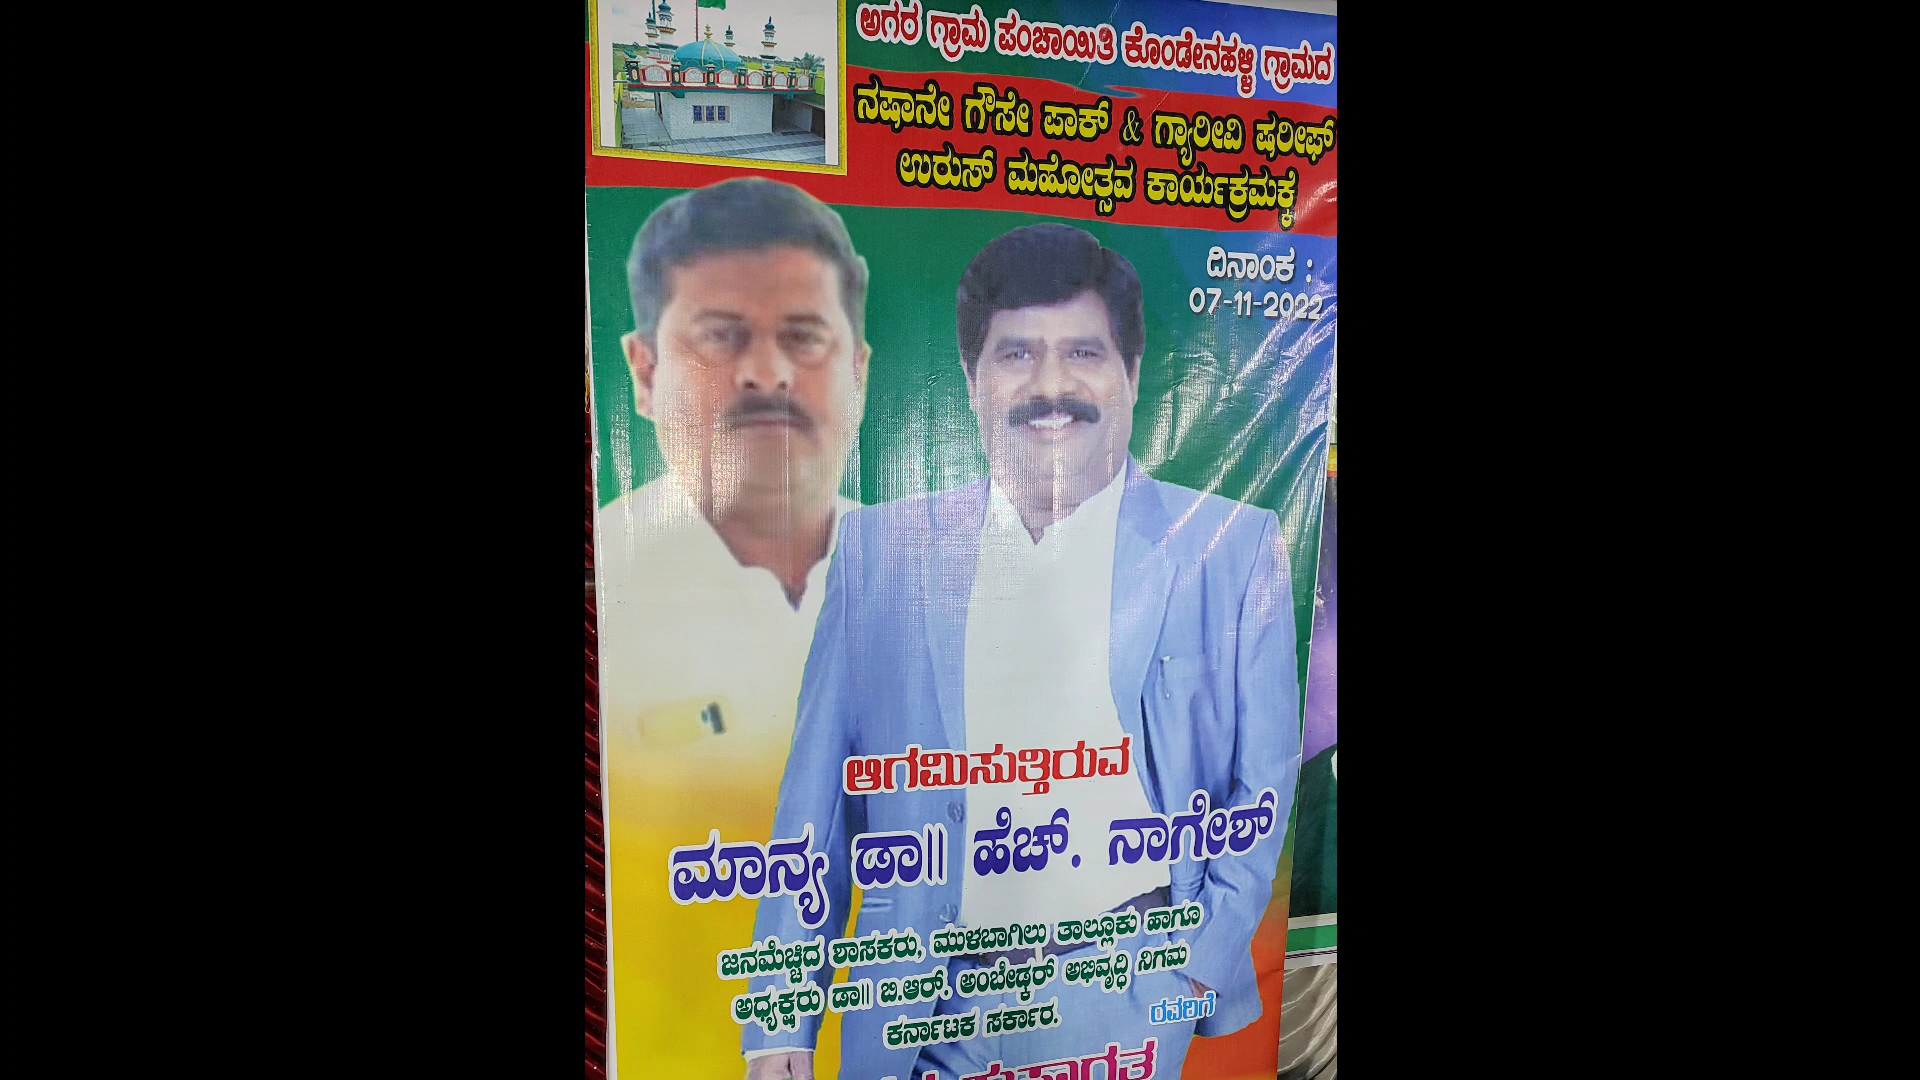 ಅಗರ ಗ್ರಾಮ ಪಂಚಾಯಿತಿ ಕೊಂಡೇನಹಳ್ಳಿ ಗ್ರಾಮದ
ನಷಾನೇ ಗೌಸೇ ಪಾಕ್ & ಗ್ಯಾರೀವಿ ಷರೀಫ್
ಉರುಸ್ ಮಹೋತ್ಸವ ಕಾರ್ಯಕ್ರಮಕ್ಕೆ
ದಿನಾಂಕ :
07-11-2022
ಆಗಮಿಸುತ್ತಿರುವ
ಮಾನ್ಯ ಡಾ|| ಹೆಚ್. ನಾಗೇಶ್
ಜನಮೆಚ್ಚಿದ ಶಾಸಕರು, ಮುಳಬಾಗಿಲು ತಾಲ್ಲೂಕು ಹಾಗೂ
ಅಧ್ಯಕ್ಷರು ಡಾ|| ಬಿ.ಆರ್. ಅಂಬೇಡ್ಕರ್ ಅಭಿವೃದ್ಧಿ ನಿಗಮ
ಕರ್ನಾಟಕ ಸರ್ಕಾರ. ರವರಿಗೆ